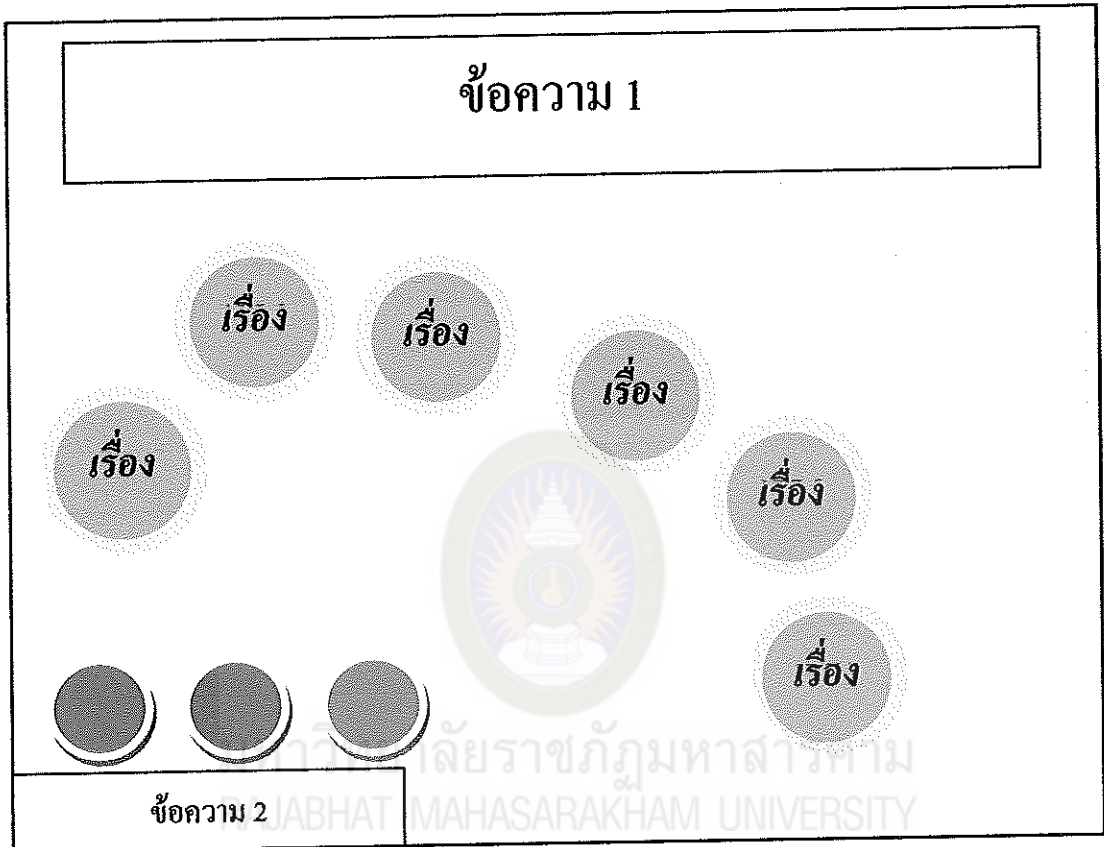 ข้อความ 1
เรื่อง
เรื่อง
เรื่อง
เรื่อง
เรื่อง
เรื่อง
มหาวิทยาลัยราชภัฏมหาสารคาม
ข้อความ 2
RAJABHAT MAHASARAKHAM UNIVERSITY